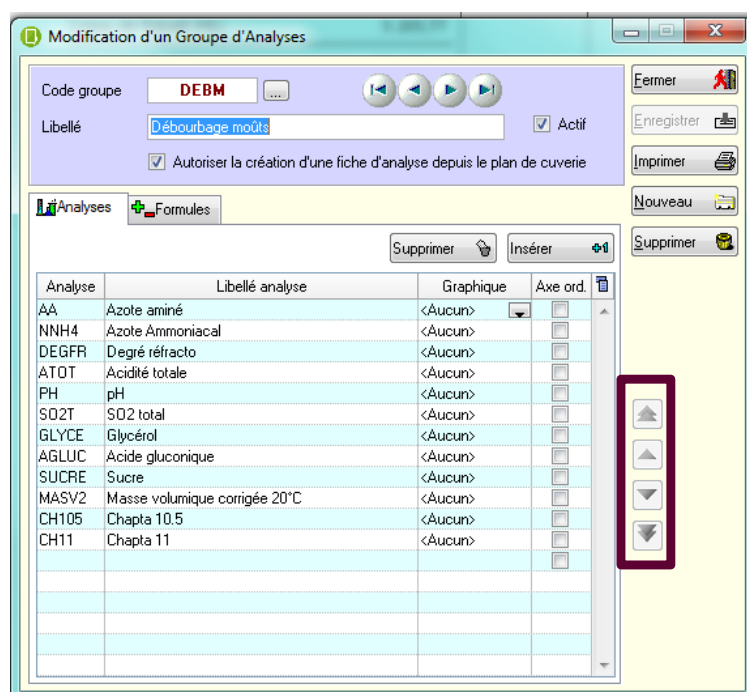 Modification d'un Groupe d'Analyses
Code groupe DEBM ... Fermer
Libellé Débourbage moûts Actif Enregistrer
Autoriser la création d'une fiche d'analyse depuis le plan de cuverie Imprimer
Analyses Formules Nouveau
Supprimer Insérer Supprimer
Analyse Libellé analyse Graphique Axe ord.
AA Azote aminé <Aucun>
NNH4 Azote Ammoniacal <Aucun>
DEGFR Degré réfracto <Aucun>
ATOT Acidité totale <Aucun>
PH pH <Aucun>
SO2T SO2 total <Aucun>
GLYCE Glycérol <Aucun>
AGLUC Acide gluconique <Aucun>
SUCRE Sucre <Aucun>
MASV2 Masse volumique corrigée 20°C <Aucun>
CH105 Chapta 10.5 <Aucun>
CH11 Chapta 11 <Aucun>